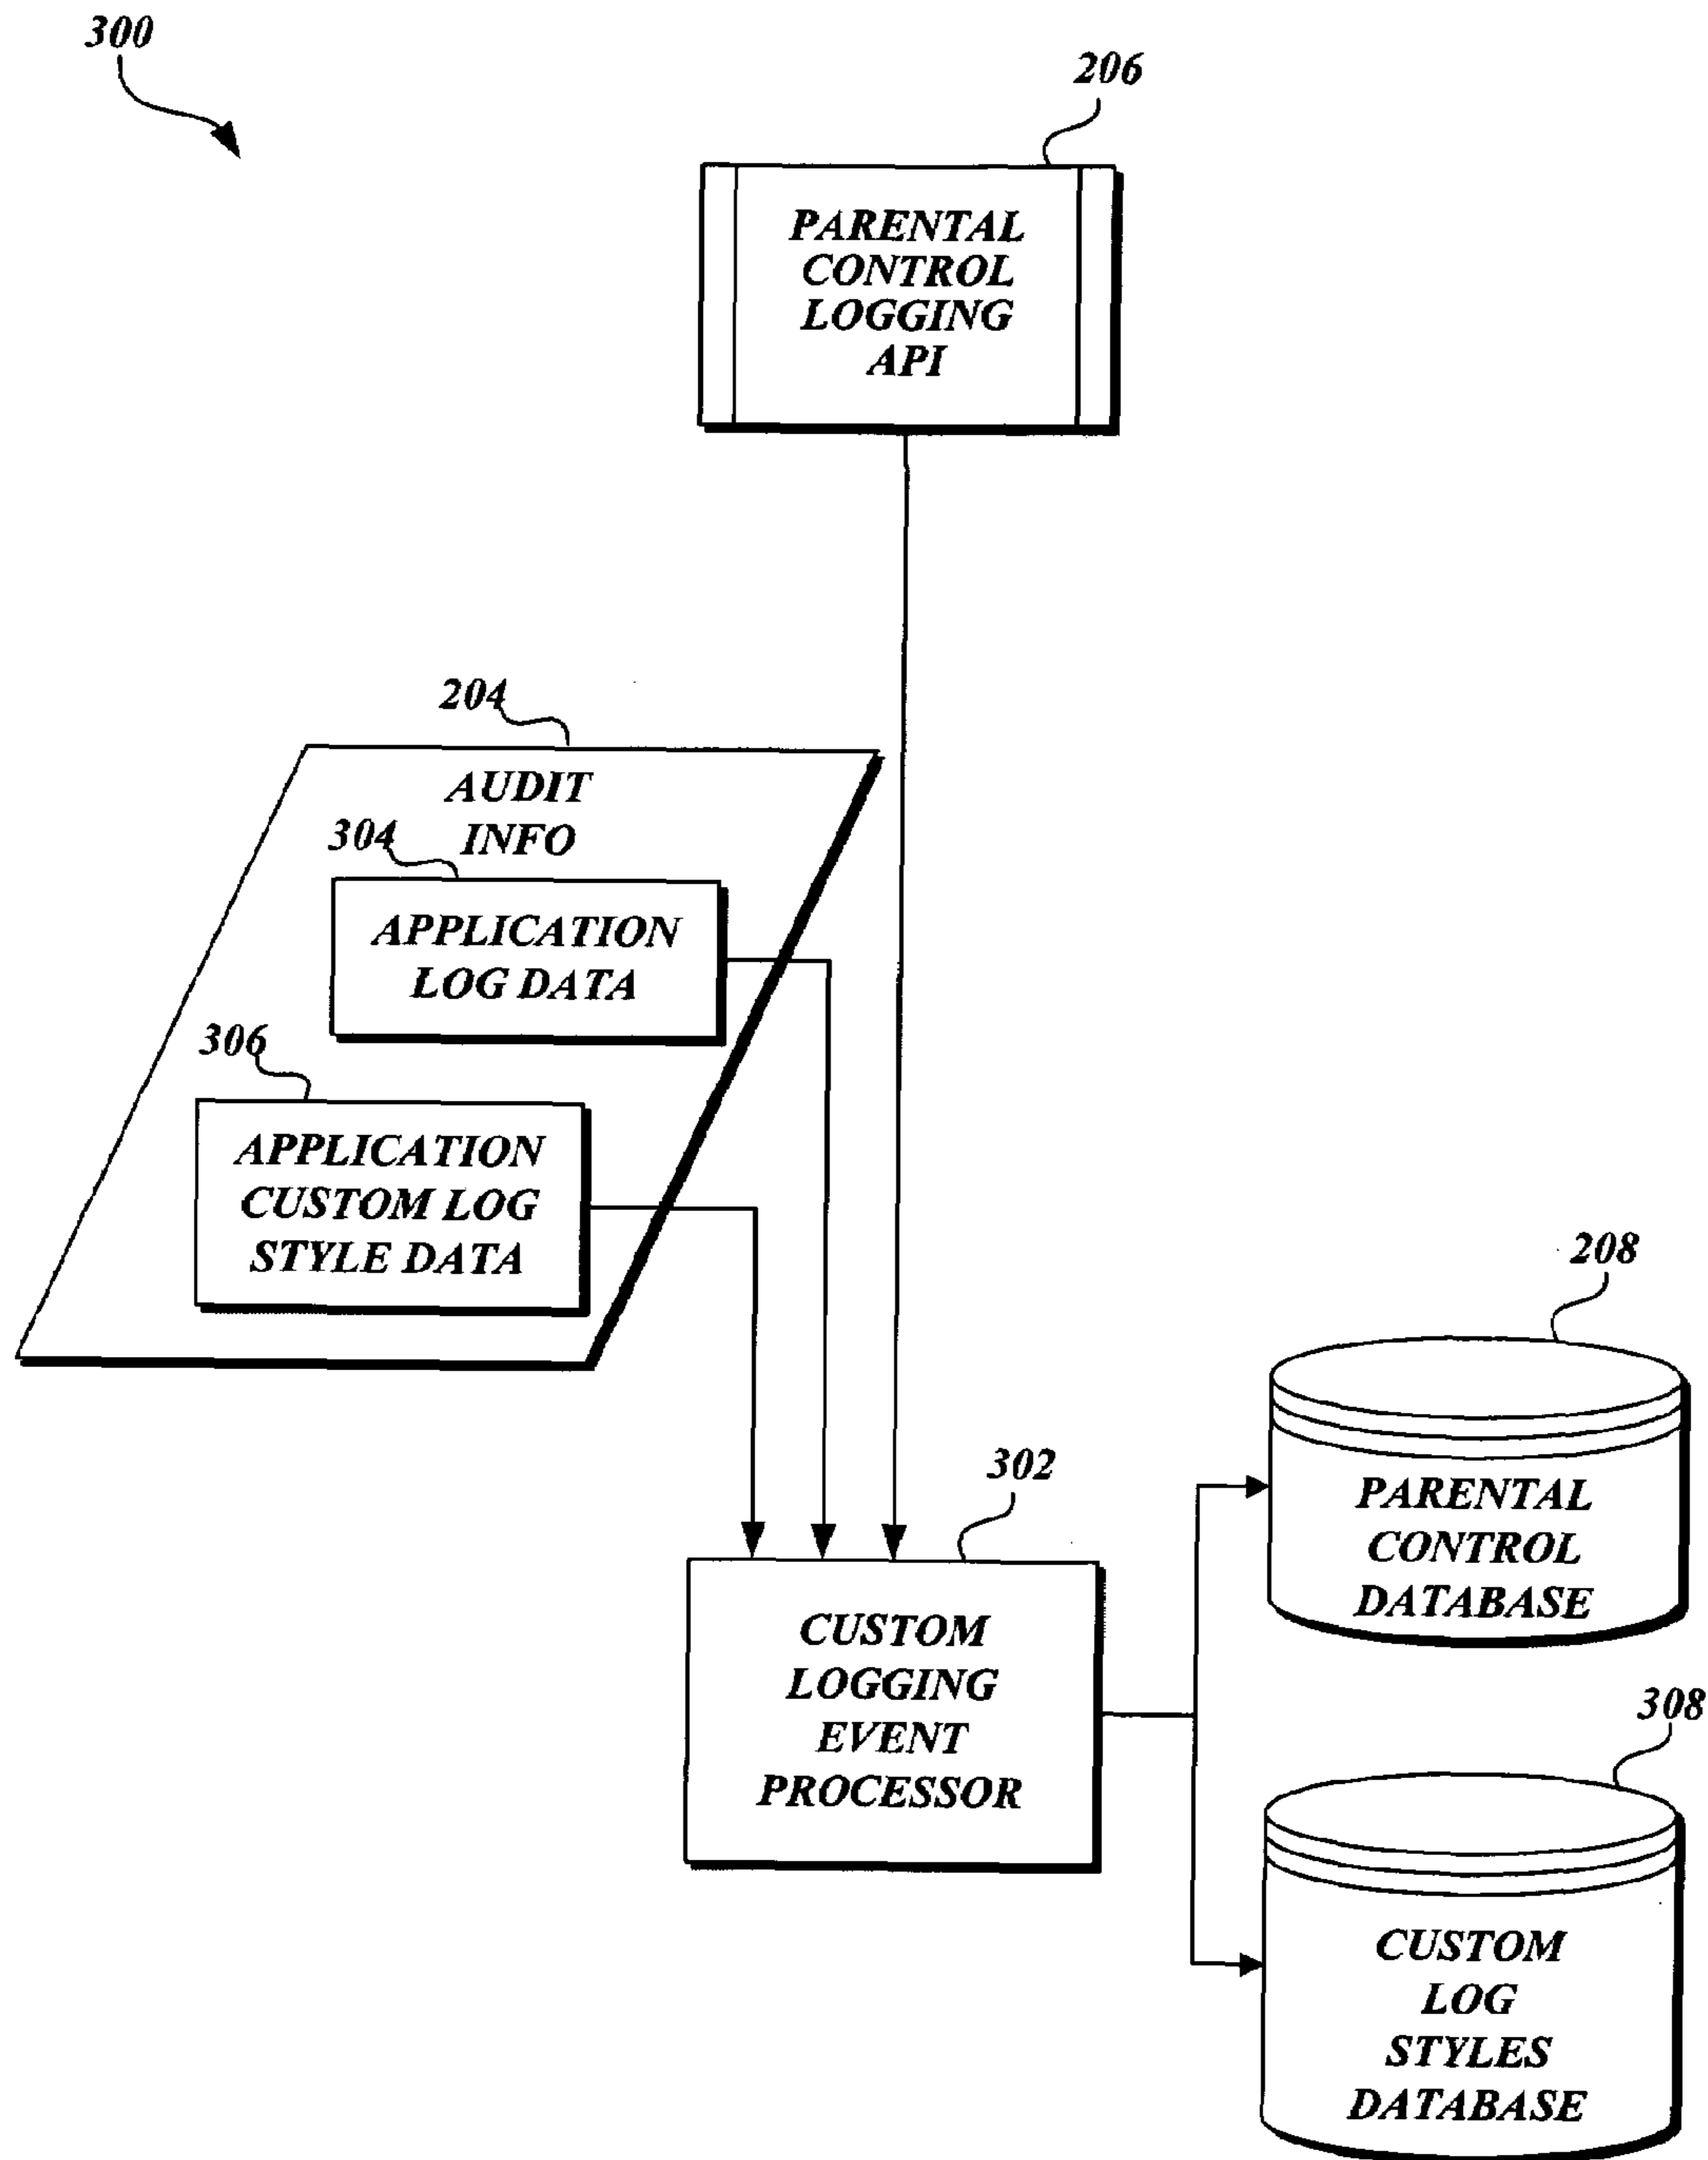 300
206
PARENTAL
CONTROL
LOGGING
API
204
AUDIT
INFO
304
APPLICATION
LOG DATA
306
APPLICATION
CUSTOM LOG
STYLE DATA
208
PARENTAL
CONTROL
DATABASE
302
CUSTOM
LOGGING
EVENT
PROCESSOR
308
CUSTOM
LOG
STYLES
DATABASE